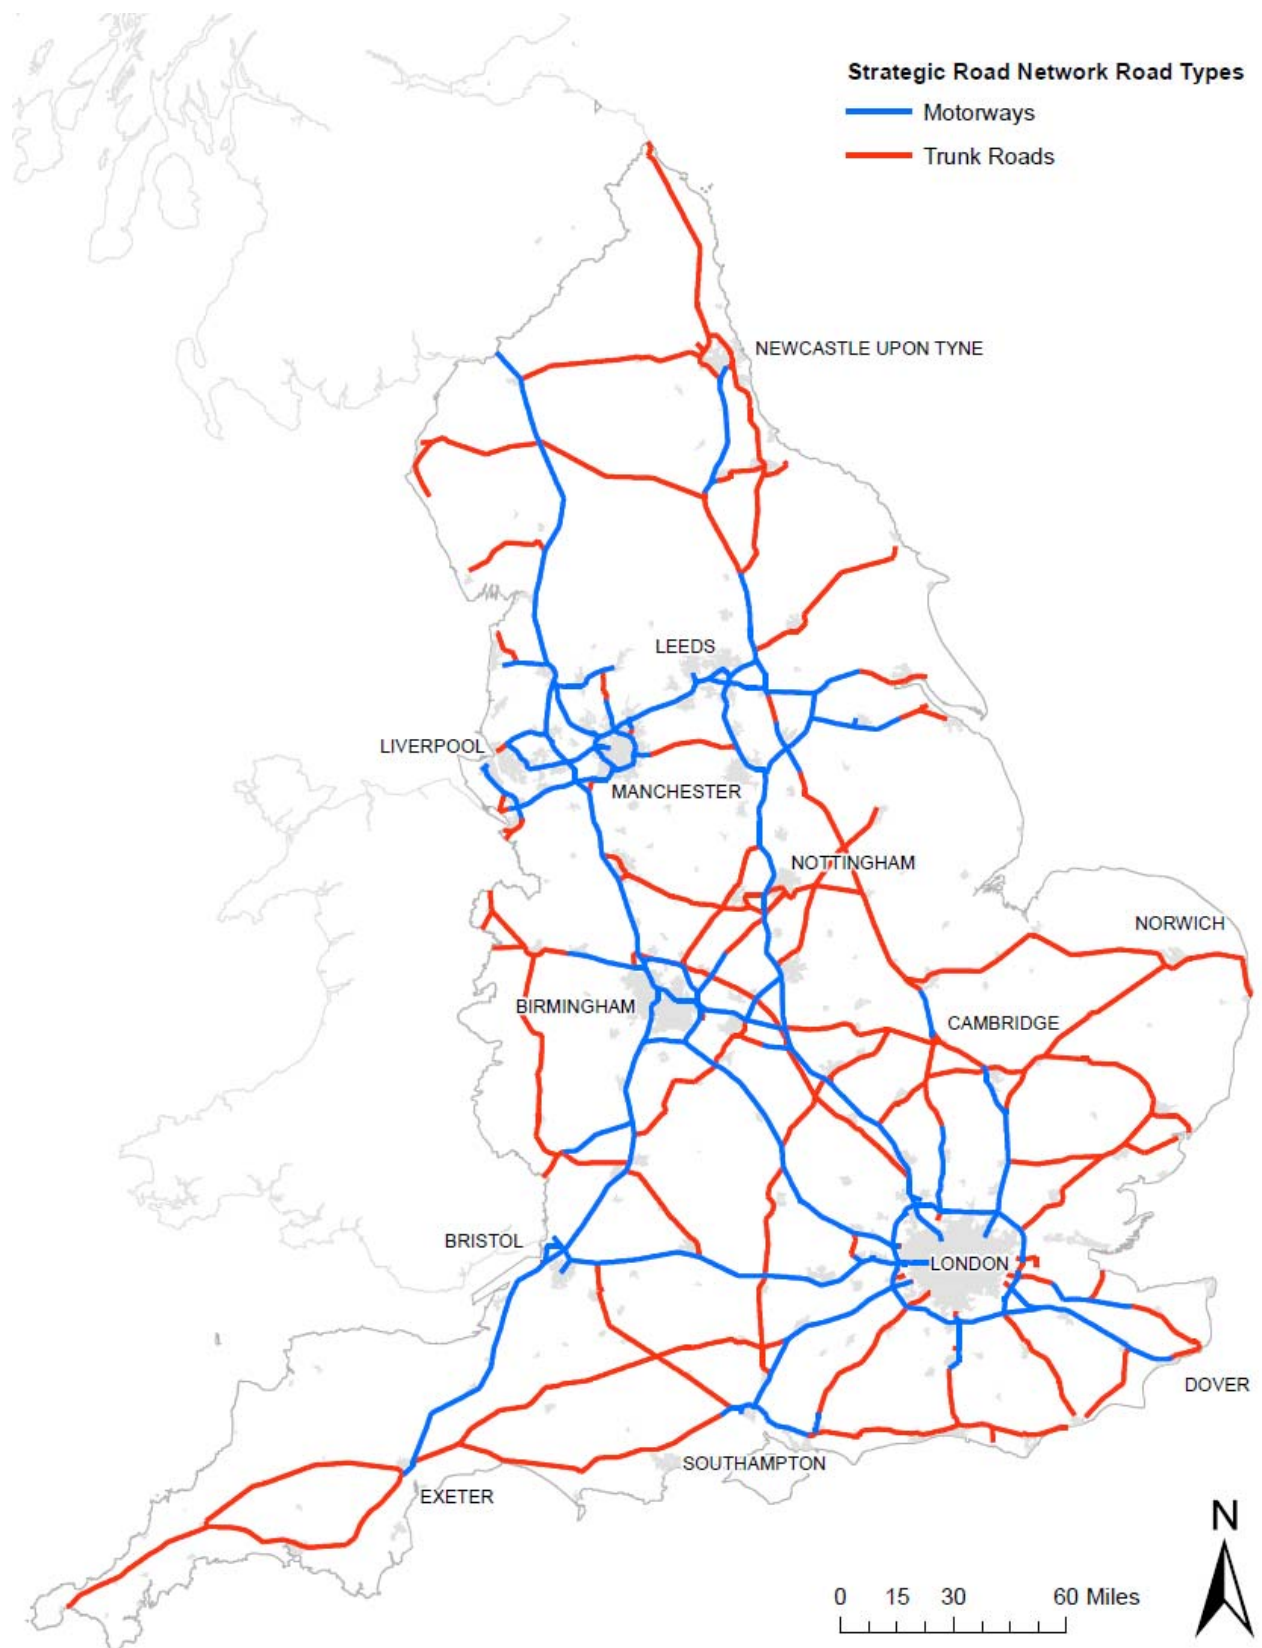 Strategic Road Network Road Types
Motorways
Trunk Roads
NEWCASTLE UPON TYNE
LEEDS
LIVERPOOL
MANCHESTER
NOTTINGHAM
NORWICH
BIRMINGHAM
CAMBRIDGE
BRISTOL
LONDON
DOVER
SOUTHAMPTON
EXETER
N
0 15 30 60 Miles